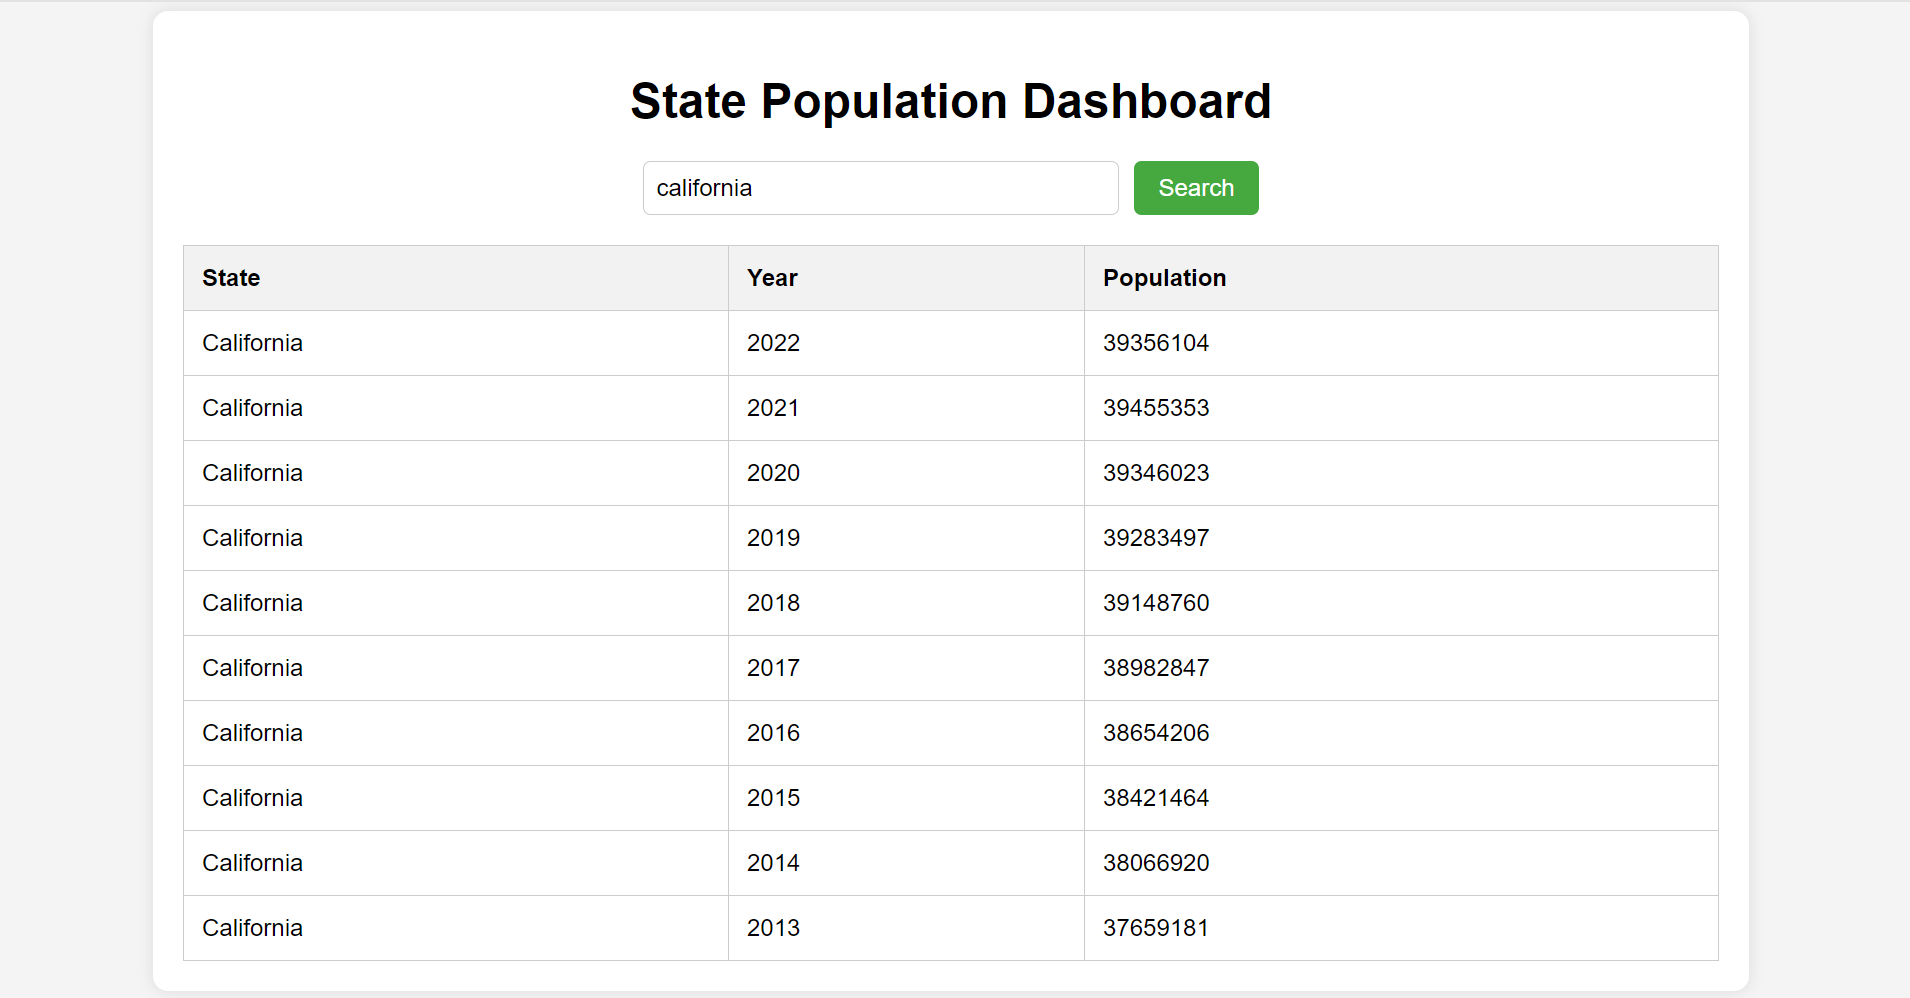 State Population Dashboard
california Search
State Year Population
California 2022 39356104
California 2021 39455353
California 2020 39346023
California 2019 39283497
California 2018 39148760
California 2017 38982847
California 2016 38654206
California 2015 38421464
California 2014 38066920
California 2013 37659181